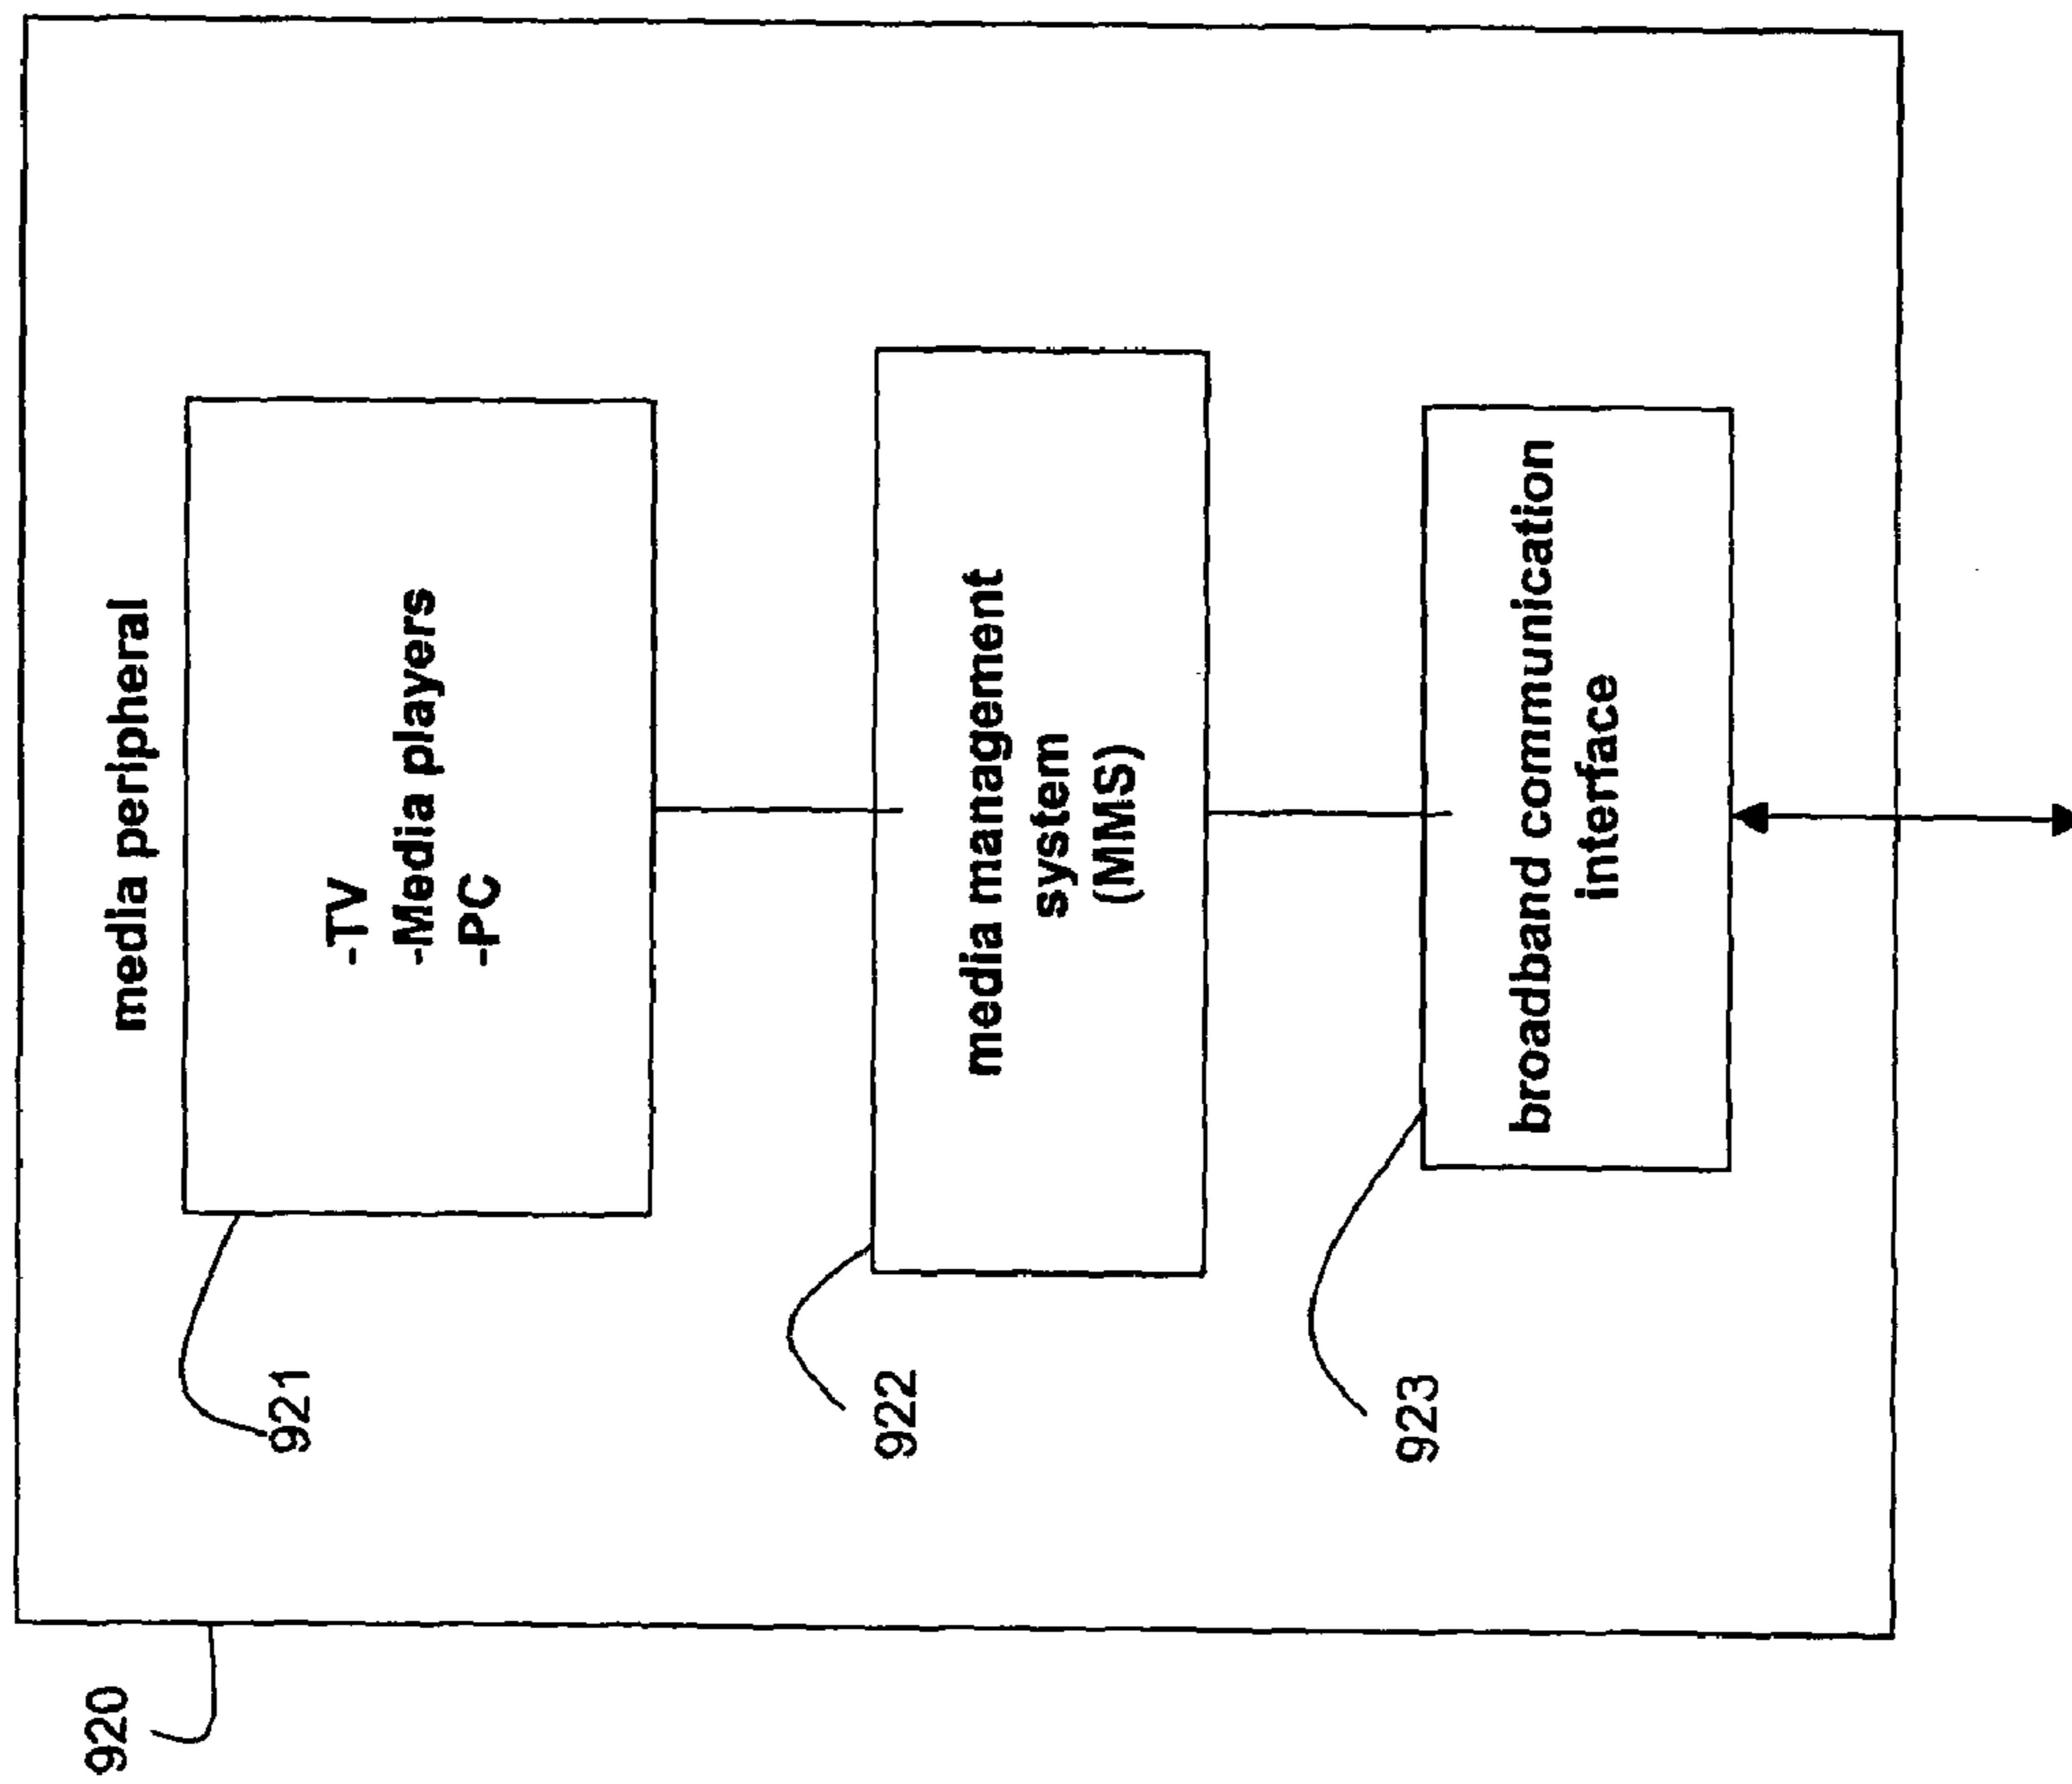 920
media peripheral
921
-TV
-Media players
-PC
922
media management
system
(MMS)
923
broadband communication
interface